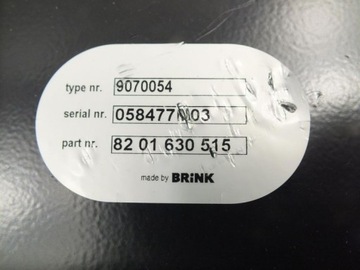 type nr. 9070054
serial nr.
part nr. 82 01 630 515
made by BRINK